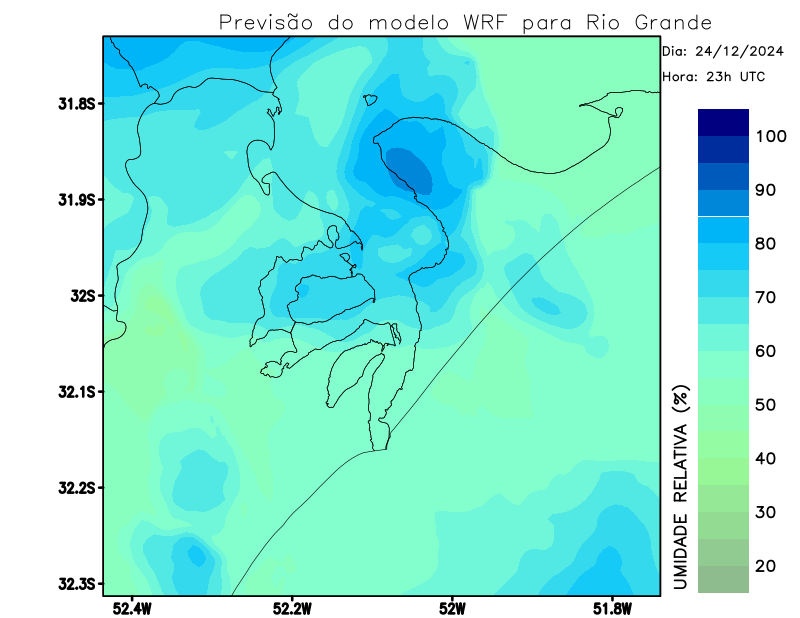 Previsão do modelo WRF para Rio Grande
Dia: 24/12/2024
Hora: 23h UTC
31.8S
31.9S
32S
32.1S
32.2S
32.3S
52.4W
52.2W
52W
51.8W
UMIDADE RELATIVA (%)
100
90
80
70
60
50
40
30
20